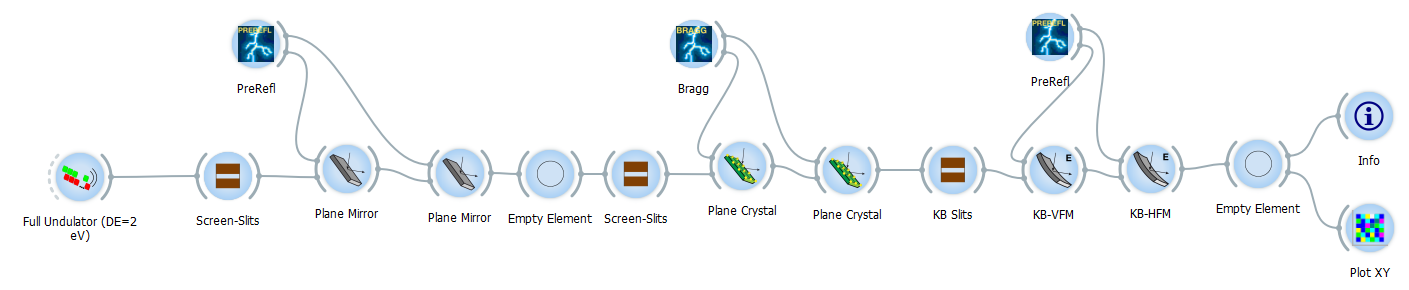 PREREFL
BRAGG
PREREFL
PreRefl
Bragg
PreRefl
E
E
Info
Full Undulator (DE=2
eV)
Screen-Slits
Plane Mirror
Plane Mirror
Empty Element
Screen-Slits
Plane Crystal
Plane Crystal
KB Slits
KB-VFM
KB-HFM
Empty Element
Plot XY